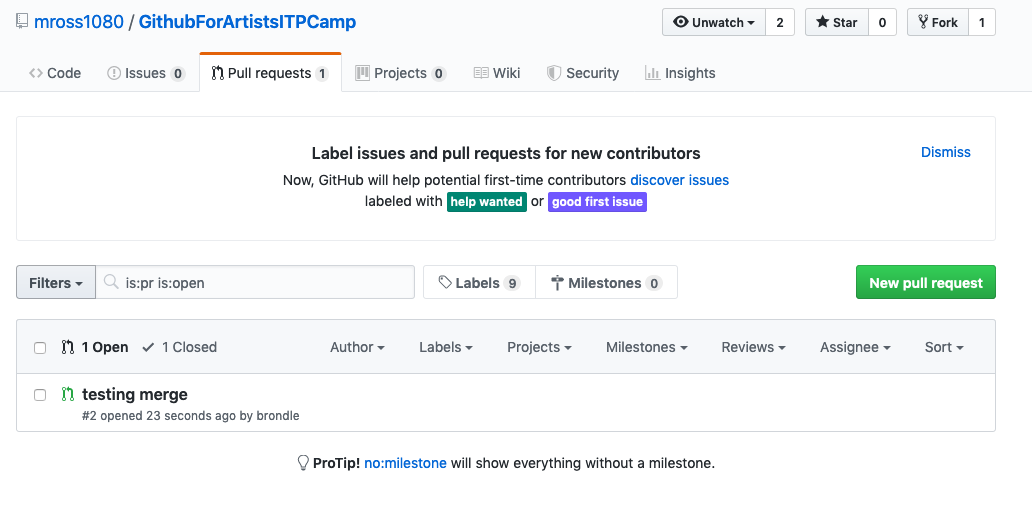 mross1080 / GithubForArtistsITPCamp
Unwatch 2 Star 0 Fork 1
Code Issues 0 Pull requests 1 Projects 0 Wiki Security Insights
Label issues and pull requests for new contributors
Dismiss
Now, GitHub will help potential first-time contributors discover issues
labeled with help wanted or good first issue
Filters is:pr is:open Labels 9 Milestones 0 New pull request
1 Open 1 Closed Author Labels Projects Milestones Reviews Assignee Sort
testing merge
#2 opened 23 seconds ago by brondle
ProTip! no:milestone will show everything without a milestone.